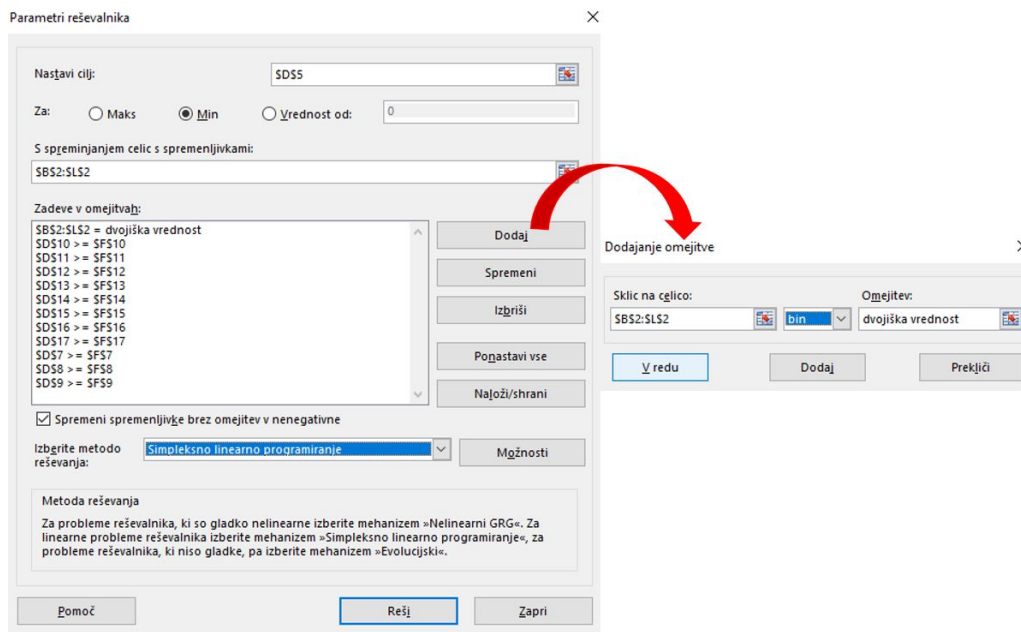 Parametri reševalnika
Nastavi cilj:
$D$5
Za:
Maks
Min
Vrednost od:
0
S spreminjanjem celic s spremenljivkami:
$B$2:$L$2
Zadeve v omejitvah:
$B$2:$L$2 = dvojiška vrednost
$D$10 >= $F$10
$D$11 >= $F$11
$D$12 >= $F$12
$D$13 >= $F$13
$D$14 >= $F$14
$D$15 >= $F$15
$D$16 >= $F$16
$D$17 >= $F$17
$D$7 >= $F$7
$D$8 >= $F$8
$D$9 >= $F$9
Dodaj
Spremeni
Izbriši
Ponastavi vse
Naloži/shrani
Spremeni spremenljivke brez omejitev v nenegativne
Izberite metodo
reševanja:
Simpleksno linearno programiranje
Možnosti
Metoda reševanja
Za probleme reševalnika, ki so gladko nelinearne izberite mehanizem »Nelinearni GRG«. Za
linearne probleme reševalnika izberite mehanizem »Simpleksno linearno programiranje«, za
probleme reševalnika, ki niso gladke, pa izberite mehanizem »Evolucijski«.
Pomoč
Reši
Zapri
Dodajanje omejitve
Sklic na celico:
Omejitev:
$B$2:$L$2
bin
dvojiška vrednost
V redu
Dodaj
Prekliči